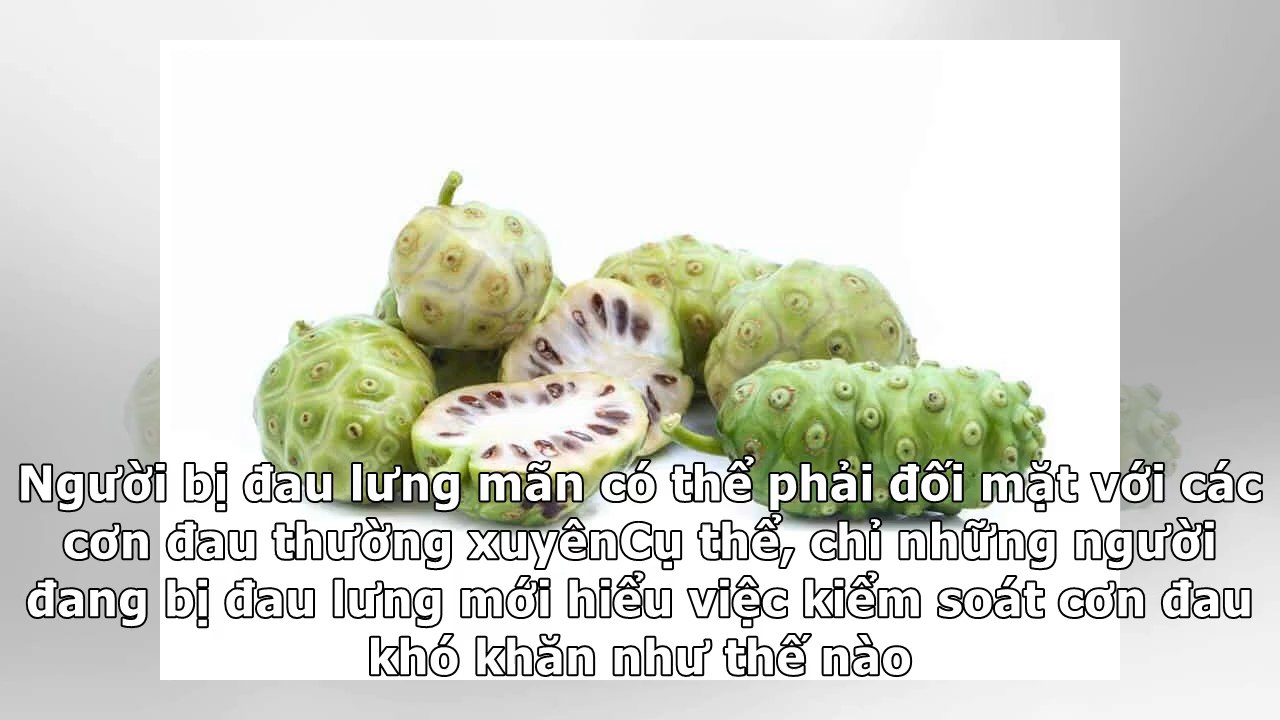 Người bị đau lưng mãn có thể phải đối mặt với các
cơn đau thường xuyênCụ thể, chỉ những người
đang bị đau lưng mới hiểu việc kiểm soát cơn đau
khó khăn như thế nào